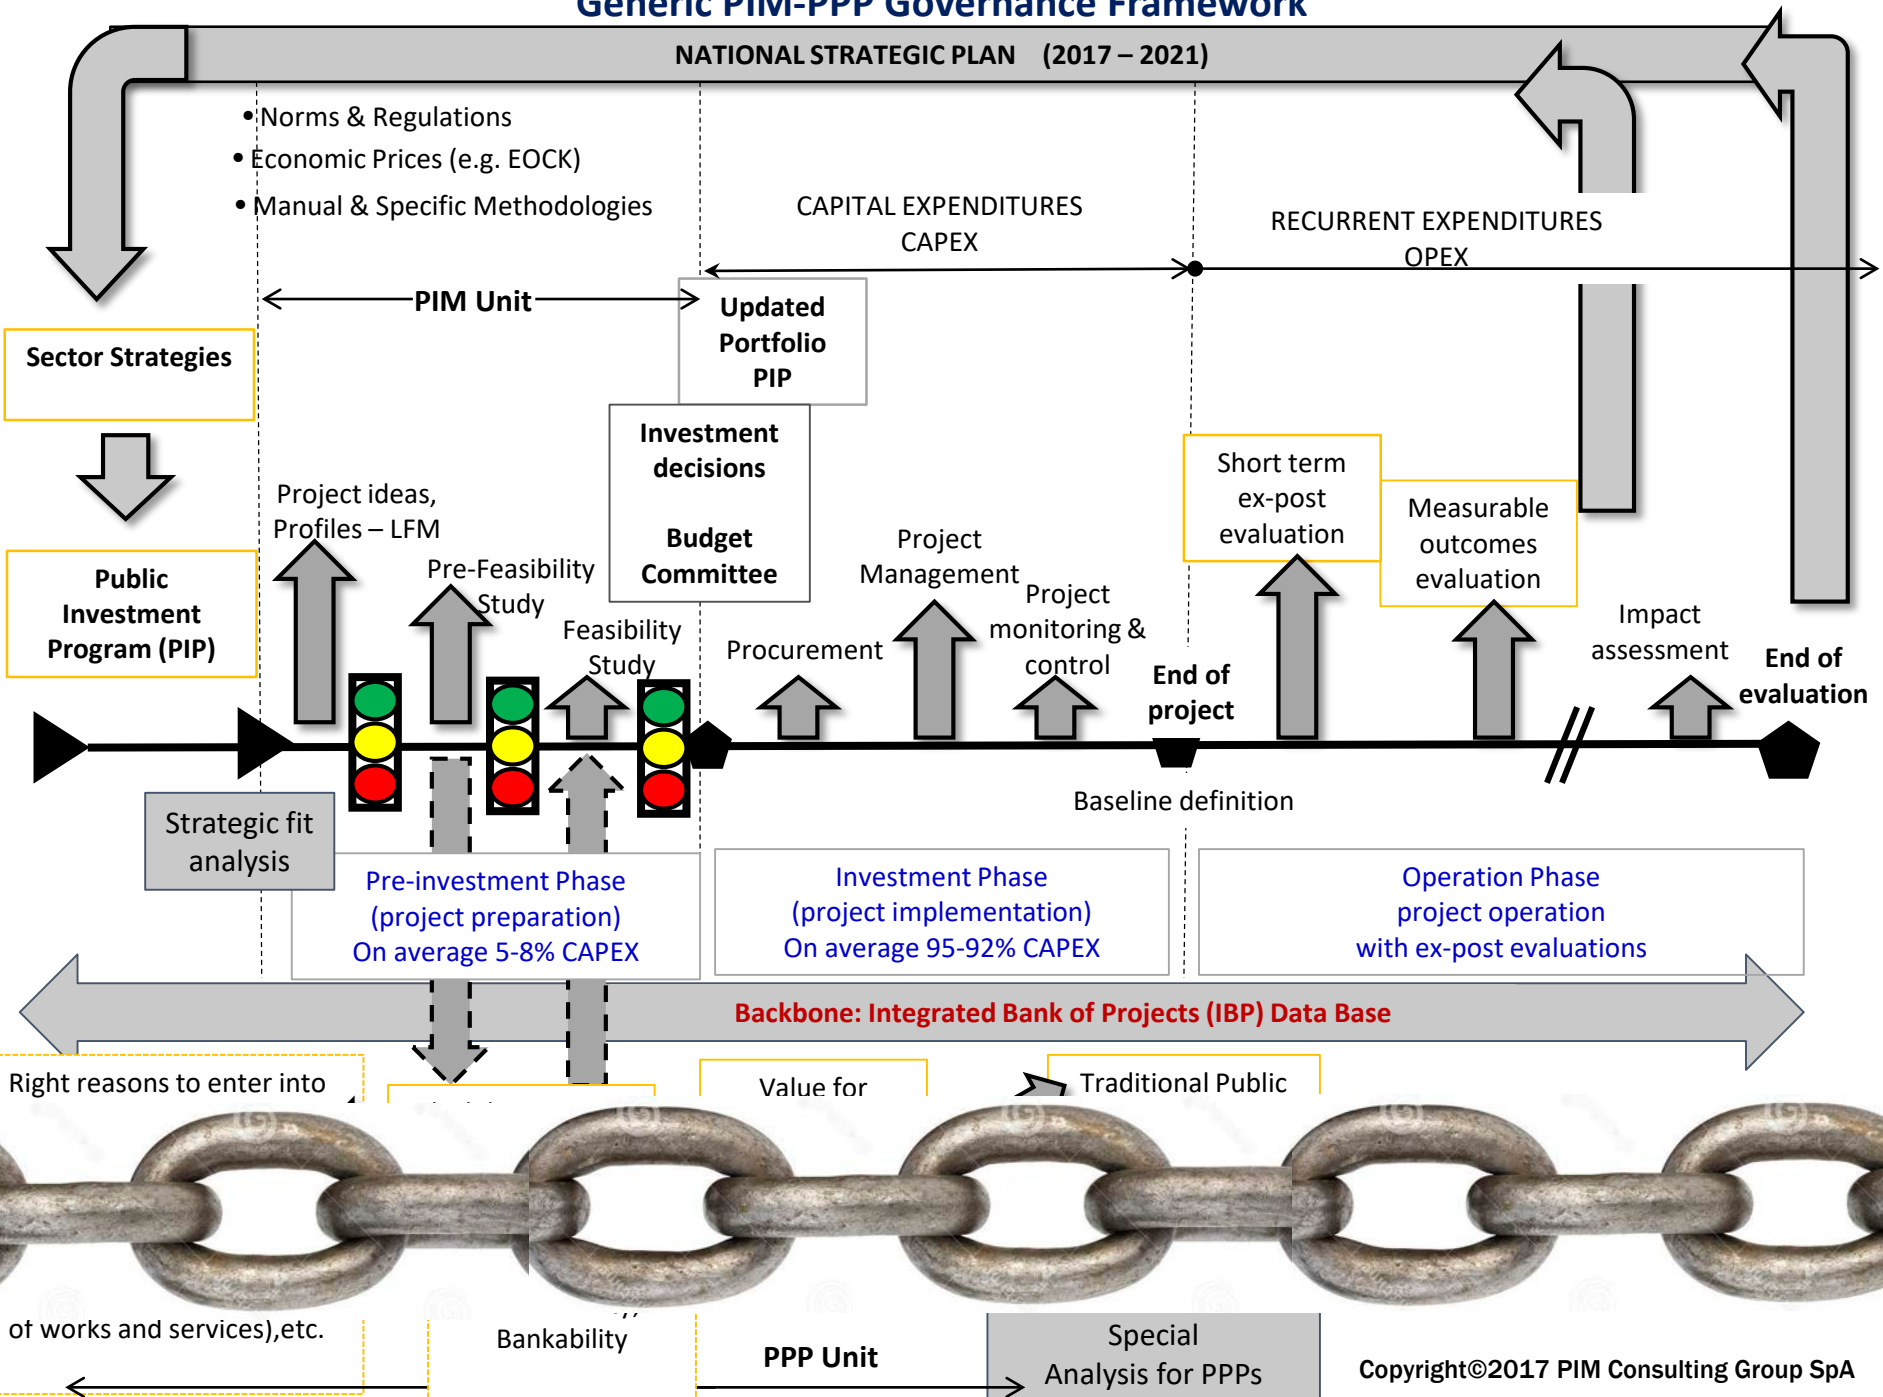 Generic PIM-PPP Governance Framework
NATIONAL STRATEGIC PLAN (2017 – 2021)
• Norms & Regulations
• Economic Prices (e.g. EOCK)
• Manual & Specific Methodologies
CAPITAL EXPENDITURES
CAPEX
RECURRENT EXPENDITURES
OPEX
PIM Unit
Updated
Portfolio
PIP
Sector Strategies
Investment
decisions
Budget
Committee
Short term
ex-post
evaluation
Measurable
outcomes
evaluation
Project ideas,
Profiles – LFM
Pre-Feasibility
Study
Feasibility
Study
Public
Investment
Program (PIP)
Procurement
Project
Management
Project
monitoring &
control
End of
project
Impact
assessment
End of
evaluation
Strategic fit
analysis
Baseline definition
Pre-investment Phase
(project preparation)
On average 5-8% CAPEX
Investment Phase
(project implementation)
On average 95-92% CAPEX
Operation Phase
project operation
with ex-post evaluations
Backbone: Integrated Bank of Projects (IBP) Data Base
Right reasons to enter into
Value for
Traditional Public
of works and services),etc.
Bankability
PPP Unit
Special
Analysis for PPPs
Copyright©2017 PIM Consulting Group SpA